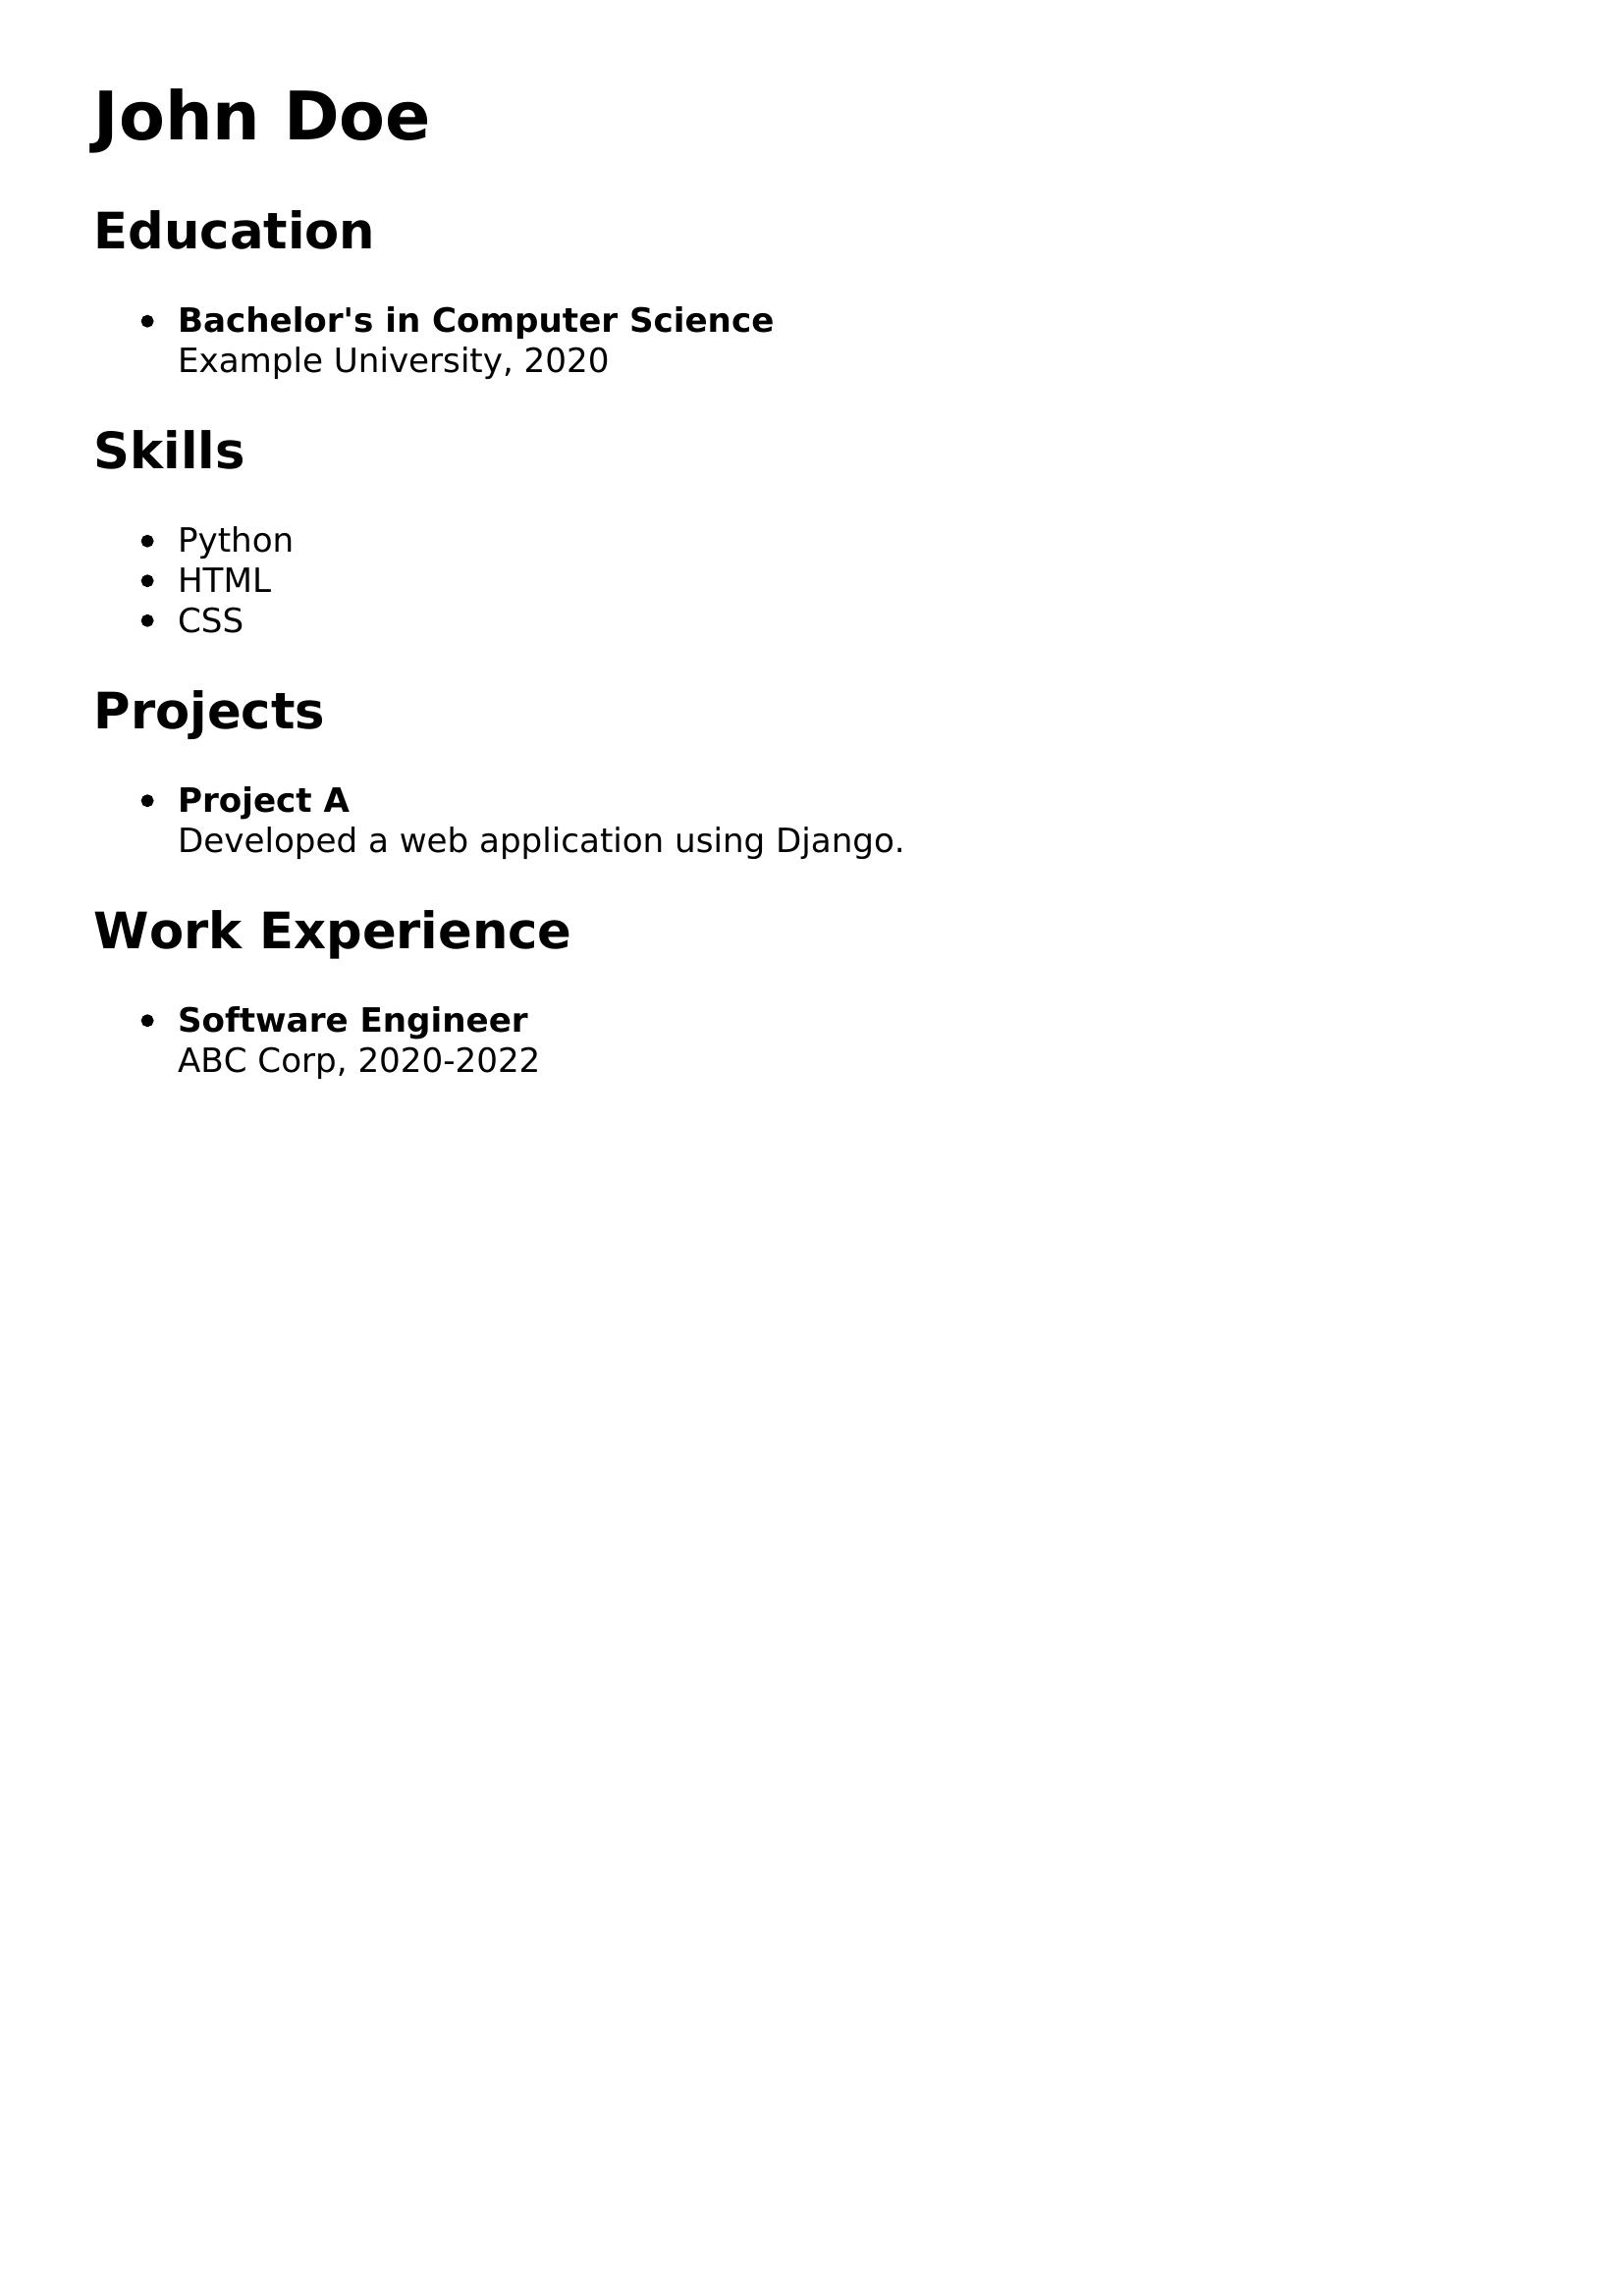 John Doe
Education
Bachelor's in Computer Science
Example University, 2020
Skills
Python
HTML
CSS
Projects
Project A
Developed a web application using Django.
Work Experience
Software Engineer
ABC Corp, 2020-2022